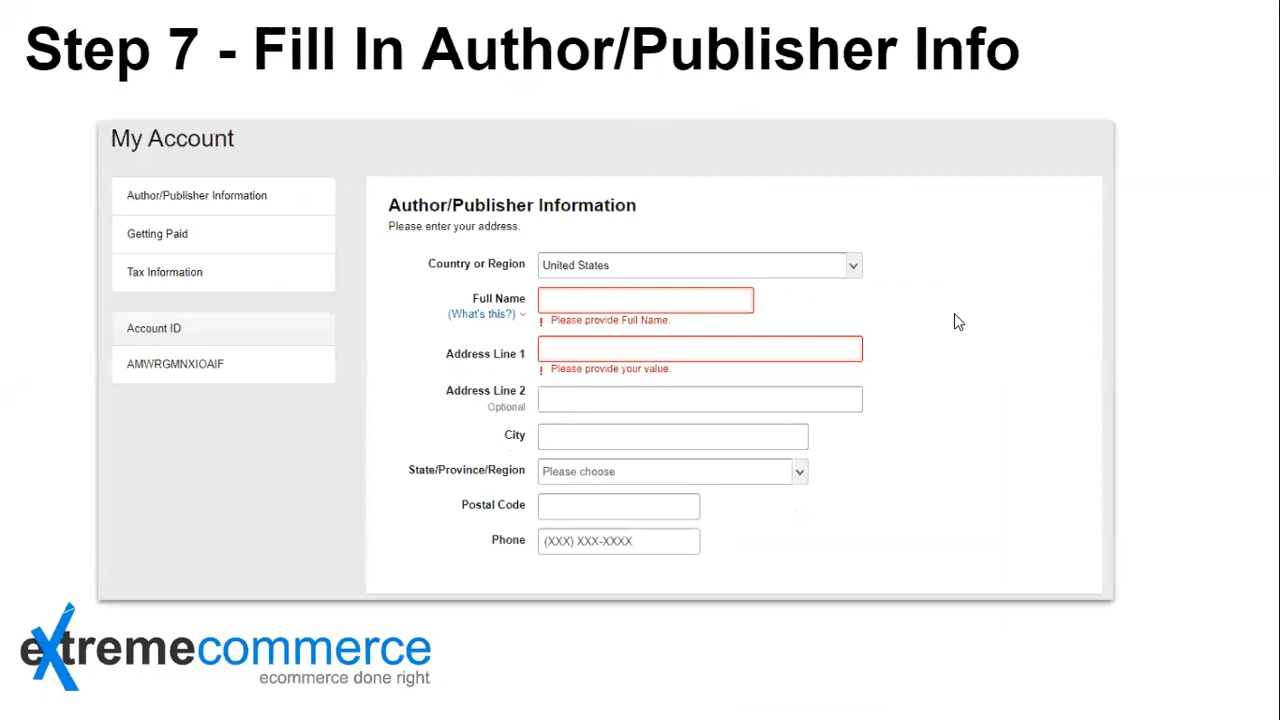 Step 7 - Fill In Author/Publisher Info
My Account
Author/Publisher Information
Getting Paid
Tax Information
Account ID
AMWRGMNXIOAIF
Author/Publisher Information
Please enter your address.
Country or Region
United States
Full Name
(What's this?)
! Please provide Full Name.
Address Line 1
! Please provide your value.
Address Line 2
Optional
City
State/Province/Region
Please choose
Postal Code
Phone
(XXX) XXX-XXXX
extremecommerce
ecommerce done right